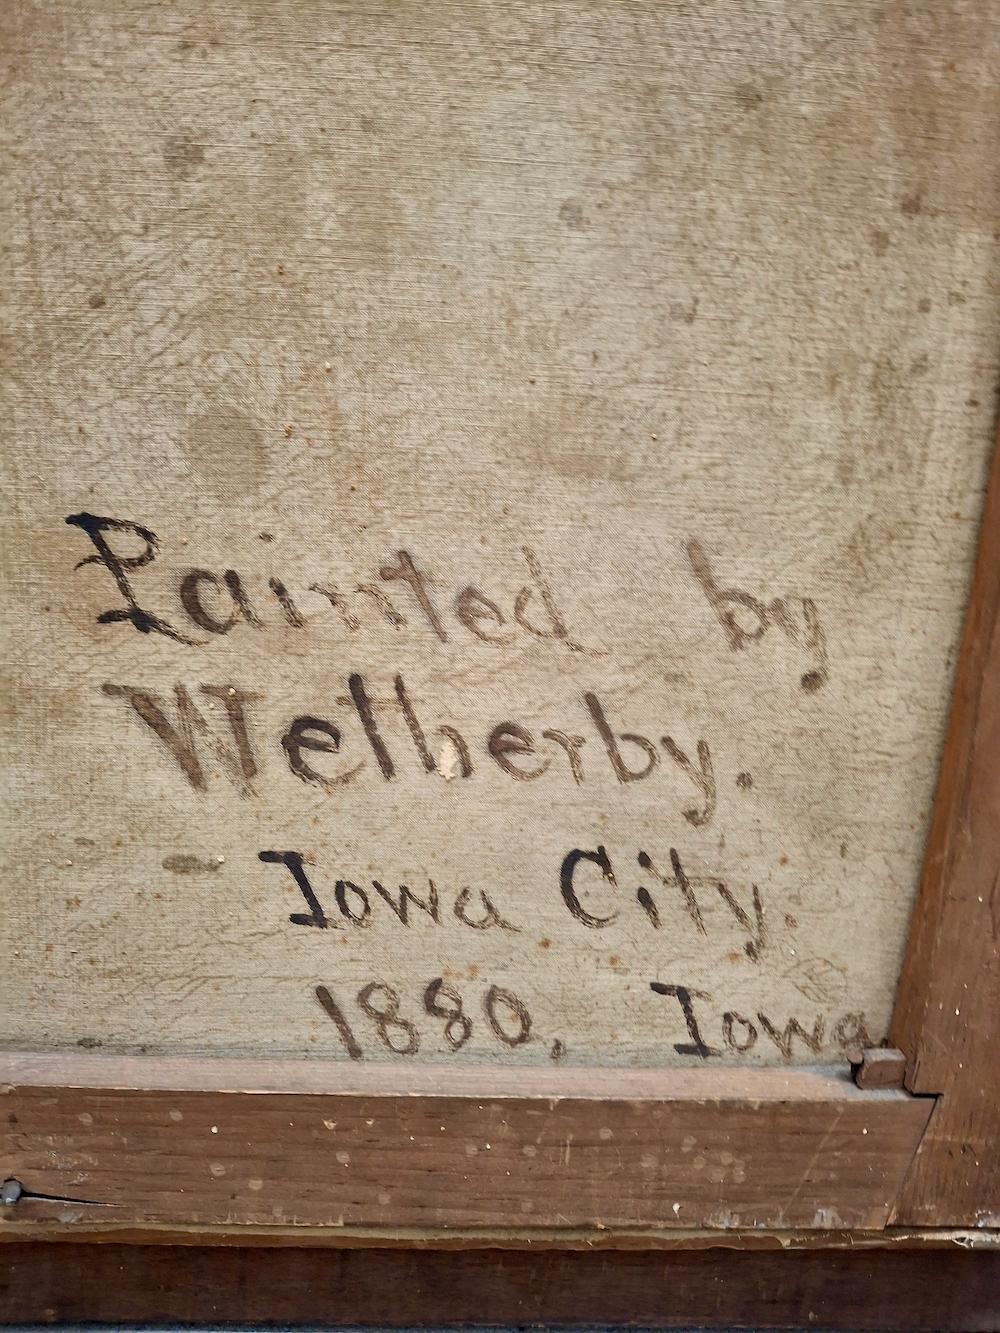 Painted by
Wetherby.
Iowa City.
1880, Iowa